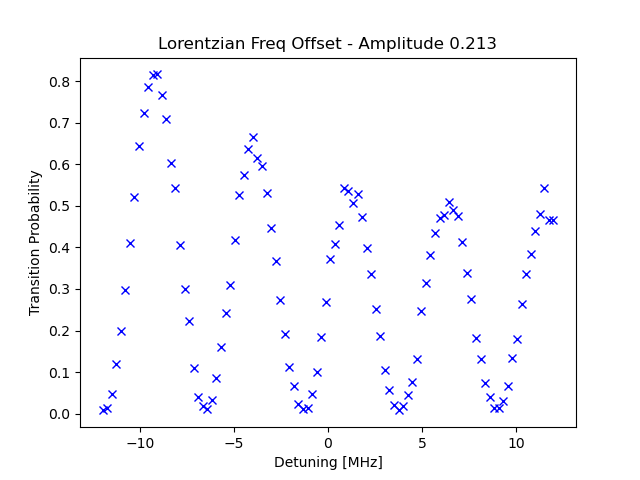 Lorentzian Freq Offset - Amplitude 0.213
Transition Probability
0.8
0.7
0.6
0.5
0.4
0.3
0.2
0.1
0.0
−10 −5 0 5 10
Detuning [MHz]